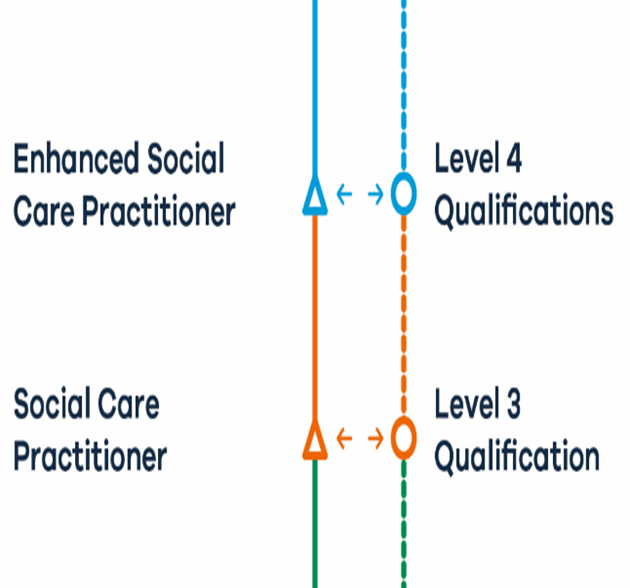 Enhanced Social
Care Practitioner
Level 4
Qualifications
Social Care
Practitioner
Level 3
Qualification